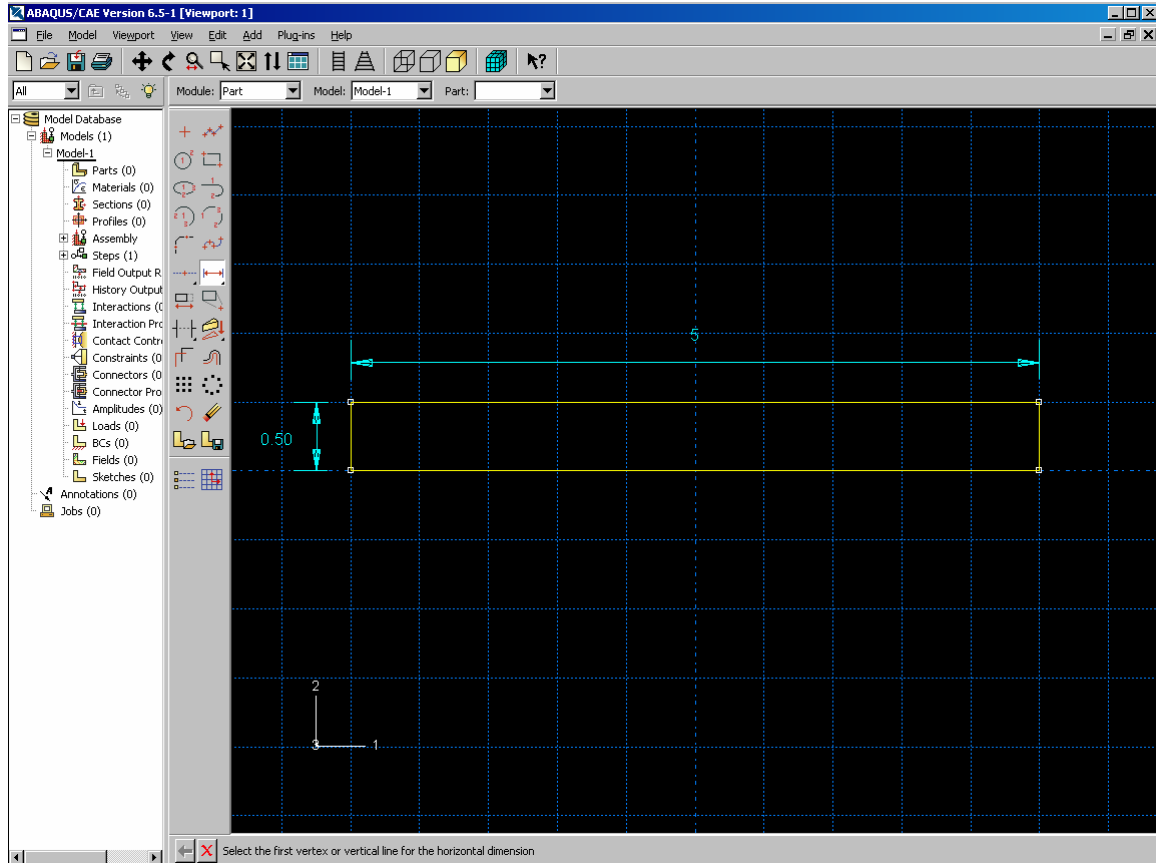 ABAQUS/CAE Version 6.5-1 [Viewport: 1]
File Model Viewport View Edit Add Plug-ins Help
All Module: Part Model: Model-1 Part:
Model Database
Models (1)
Model-1
Parts (0)
Materials (0)
Sections (0)
Profiles (0)
Assembly
Steps (1)
Field Output R
History Output
Interactions (0
Interaction Pro
Contact Contr
Constraints (0
Connectors (0
Connector Pro
Amplitudes (0)
Loads (0)
BCs (0)
Fields (0)
Sketches (0)
Annotations (0)
Jobs (0)
5
0.50
2
3 1
Select the first vertex or vertical line for the horizontal dimension